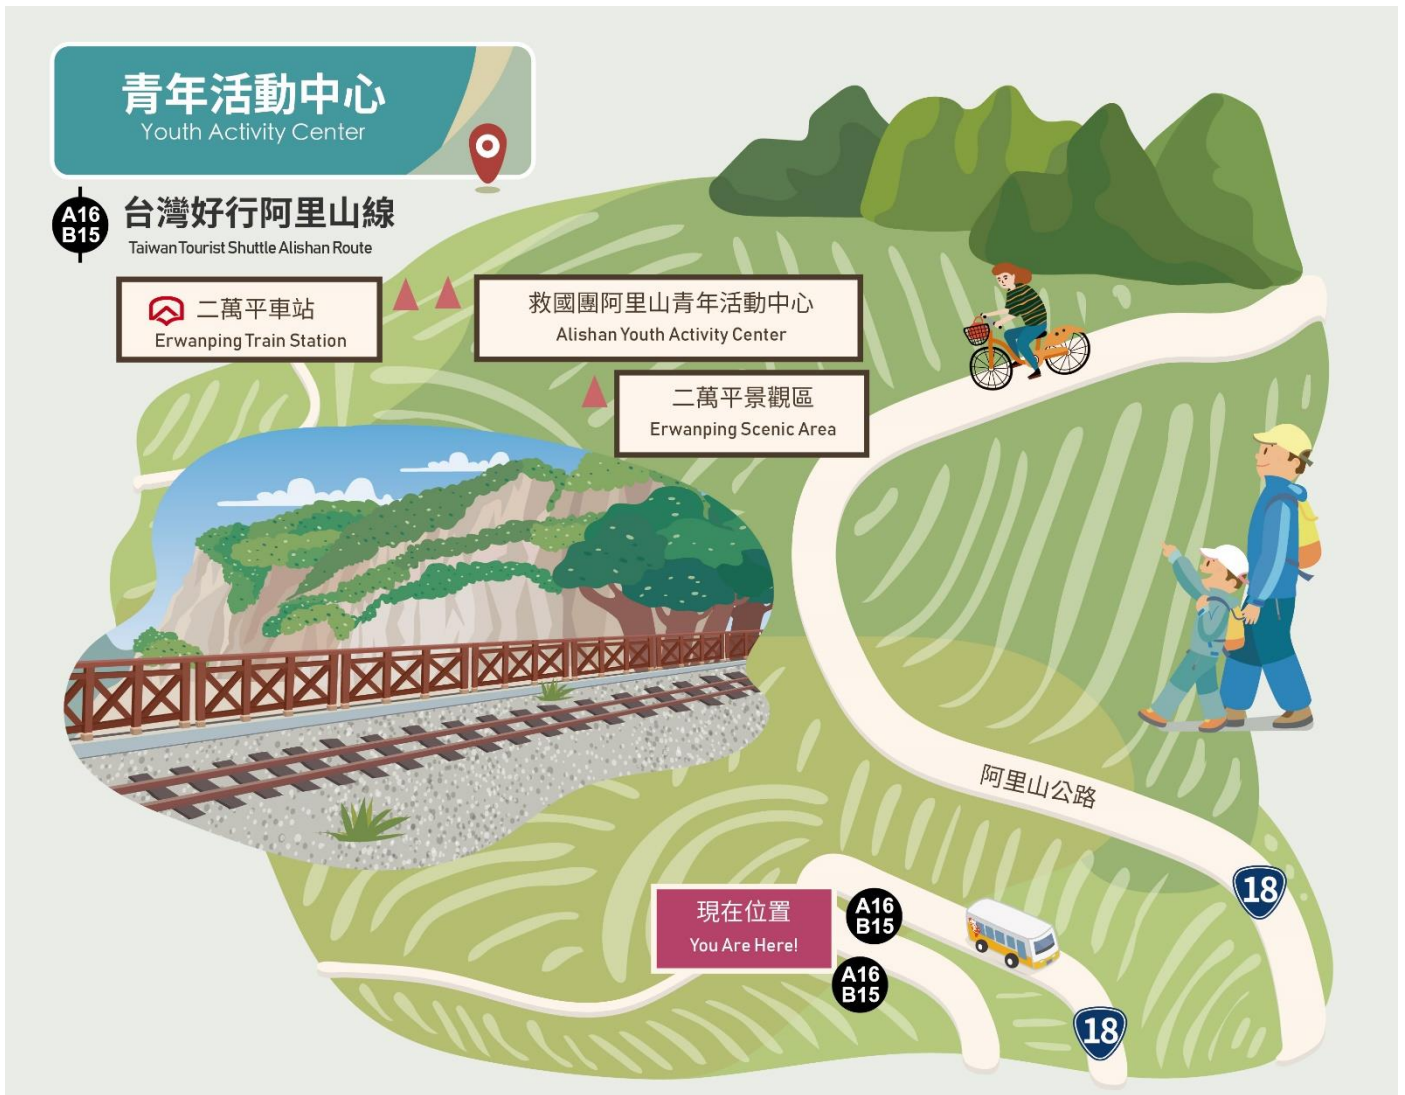 青年活動中心
Youth Activity Center
A16
B15
台灣好行阿里山線
Taiwan Tourist Shuttle Alishan Route
二萬平車站
Erwanping Train Station
救國團阿里山青年活動中心
Alishan Youth Activity Center
二萬平景觀區
Erwanping Scenic Area
阿里山公路
18
現在位置
You Are Here!
A16
B15
A16
B15
18